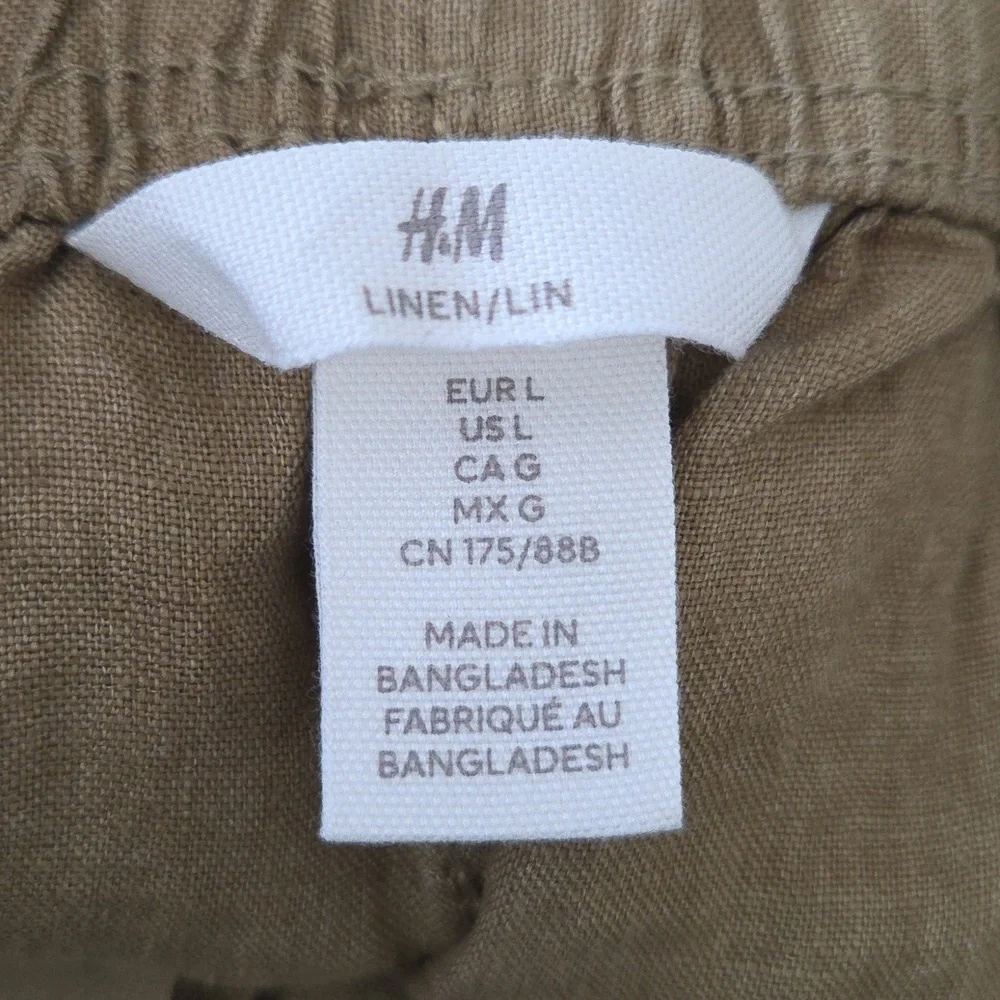 H&M
LINEN/LIN
EUR L
US L
CA G
MX G
CN 175/88B
MADE IN
BANGLADESH
FABRIQUÉ AU
BANGLADESH